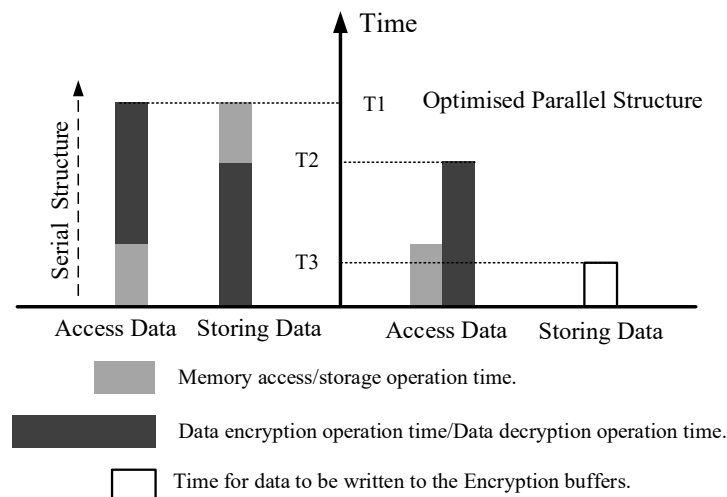 Time
T1
Optimised Parallel Structure
T2
Serial Structure
T3
Access Data
Storing Data
Access Data
Storing Data
Memory access/storage operation time.
Data encryption operation time/Data decryption operation time.
Time for data to be written to the Encryption buffers.